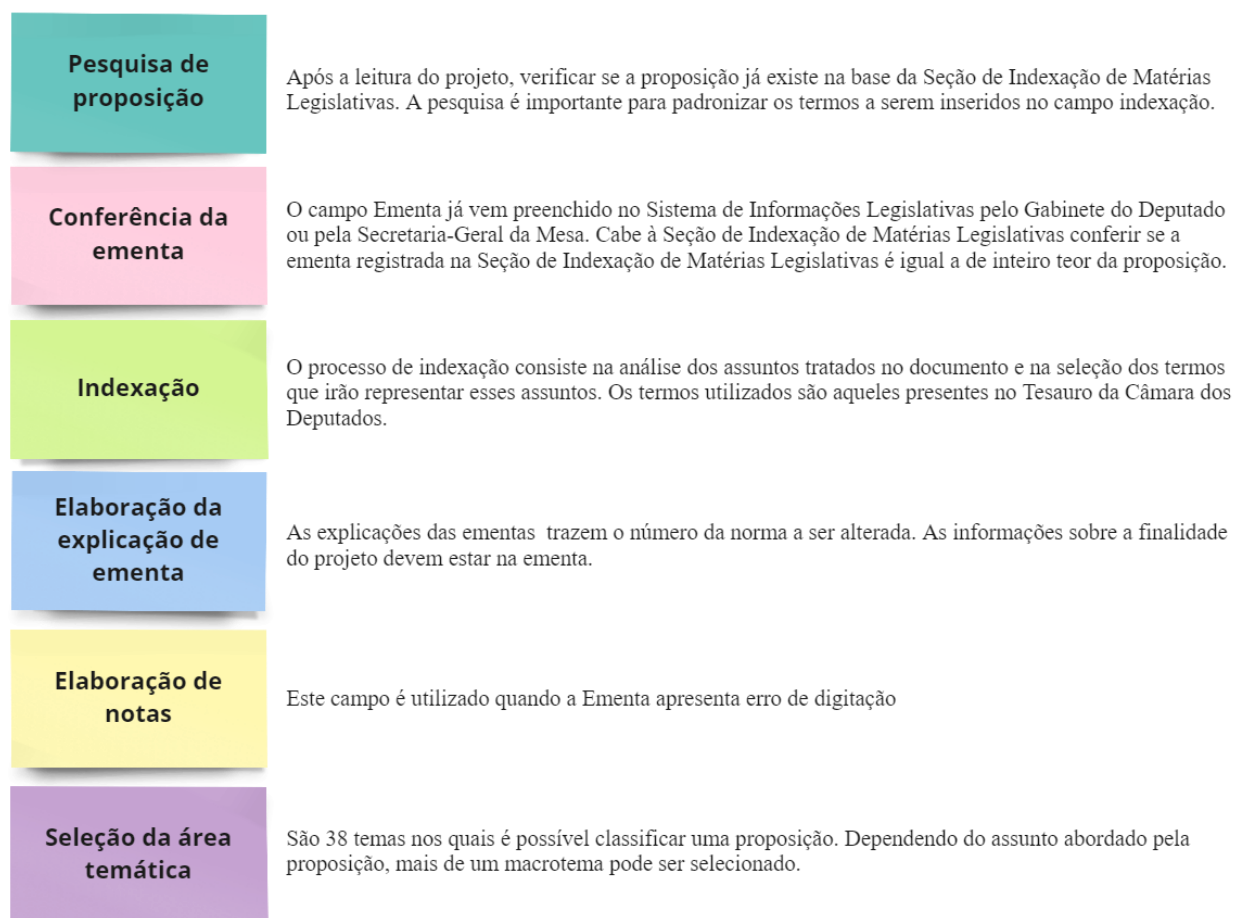 Pesquisa de
proposição
Após a leitura do projeto, verificar se a proposição já existe na base da Seção de Indexação de Matérias
Legislativas. A pesquisa é importante para padronizar os termos a serem inseridos no campo indexação.
Conferência da
ementa
O campo Ementa já vem preenchido no Sistema de Informações Legislativas pelo Gabinete do Deputado
ou pela Secretaria-Geral da Mesa. Cabe à Seção de Indexação de Matérias Legislativas conferir se a
ementa registrada na Seção de Indexação de Matérias Legislativas é igual a de inteiro teor da proposição.
Indexação
O processo de indexação consiste na análise dos assuntos tratados no documento e na seleção dos termos
que irão representar esses assuntos. Os termos utilizados são aqueles presentes no Tesauro da Câmara dos
Deputados.
Elaboração da
explicação de
ementa
As explicações das ementas  trazem o número da norma a ser alterada. As informações sobre a finalidade
do projeto devem estar na ementa.
Elaboração de
notas
Este campo é utilizado quando a Ementa apresenta erro de digitação
Seleção da área
temática
São 38 temas nos quais é possível classificar uma proposição. Dependendo do assunto abordado pela
proposição, mais de um macrotema pode ser selecionado.